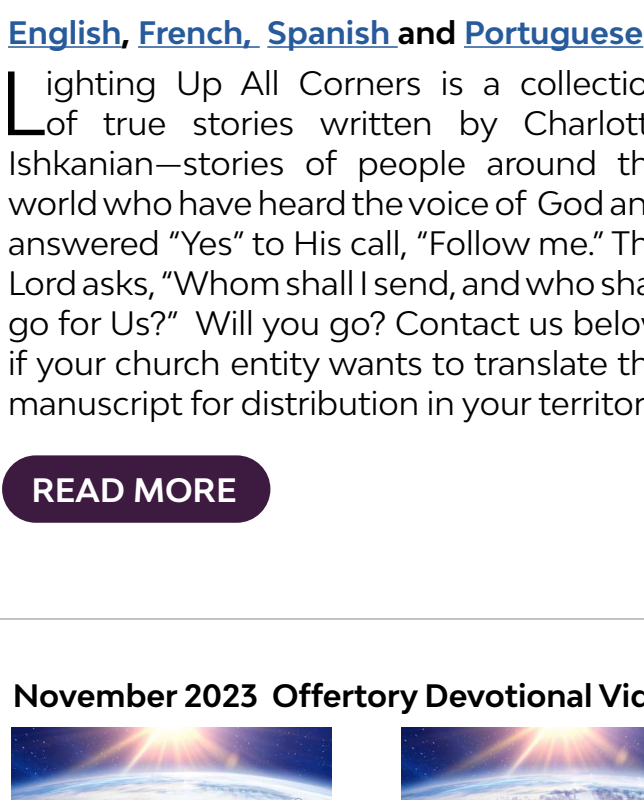 English, French, Spanish and Portuguese
Lighting Up All Corners is a collectio
of true stories written by Charlott
Ishkanian—stories of people around th
world who have heard the voice of God an
answered “Yes” to His call, “Follow me.” Th
Lord asks, “Whom shall I send, and who sha
go for Us?” Will you go? Contact us belov
if your church entity wants to translate th
manuscript for distribution in your territor
READ MORE
November 2023 Offertory Devotional Vid